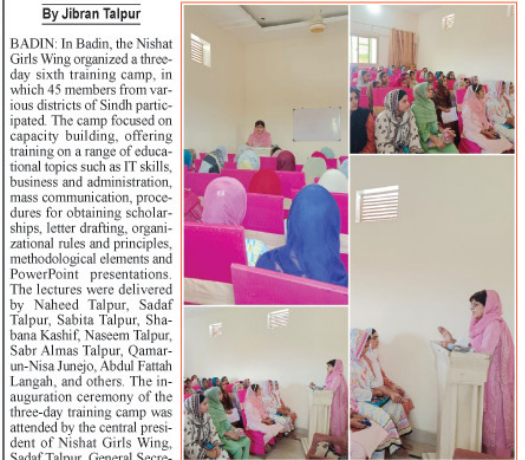 By Jibran Talpur
BADIN: In Badin, the Nishat
Girls Wing organized a three-
day sixth training camp, in
which 45 members from var-
ious districts of Sindh partic-
ipated. The camp focused on
capacity building, offering
training on a range of educa-
tional topics such as IT skills,
business and administration,
mass communication, proce-
dures for obtaining scholar-
ships, letter drafting, organi-
zational rules and principles,
methodological elements and
PowerPoint presentations.
The lectures were delivered
by Naheed Talpur, Sadaf
Talpur, Sabita Talpur, Sha-
bana Kashif, Naseem Talpur,
Sabr Almas Talpur, Qamar-
un-Nisa Junejo, Abdul Fattah
Langah, and others. The in-
auguration ceremony of the
three-day training camp was
attended by the central presi-
dent of Nishat Girls Wing,
Sadaf Talpur, General Secre-